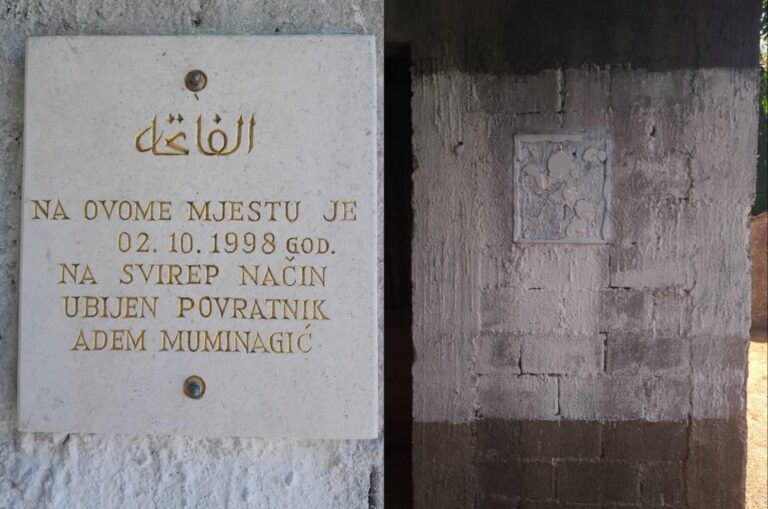 الفاتحة
NA OVOME MJESTU JE
02. 10. 1998 GOD.
NA SVIREP NAČIN
UBIJEN POVRATNIK
ADEM MUMINAGIĆ